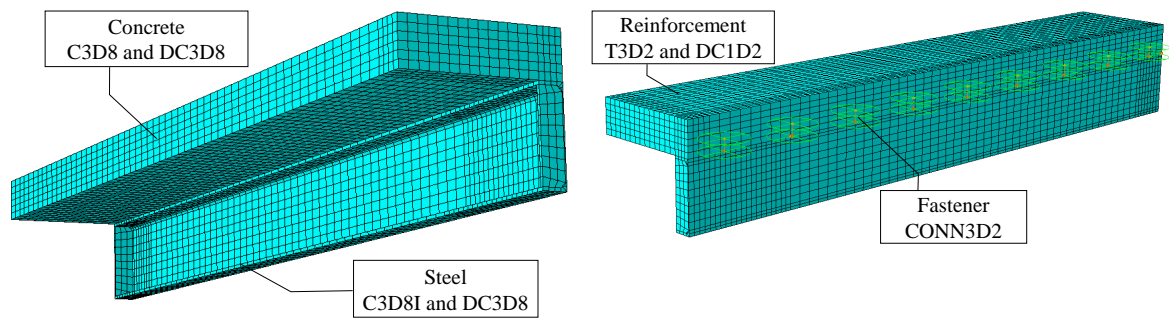 Concrete
C3D8 and DC3D8
Steel
C3D8I and DC3D8
Reinforcement
T3D2 and DC1D2
Fastener
CONN3D2